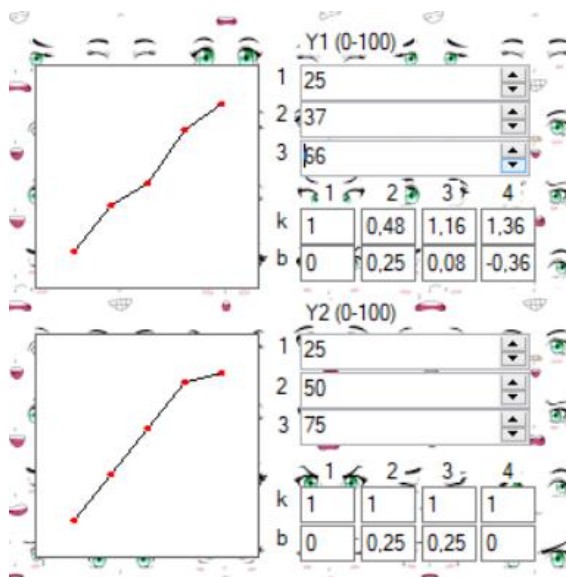 Y1 (0-100)
1 25
2 37
3 66
1 2 3 4
k 1 0,48 1,16 1,36
b 0 0,25 0,08 -0,36
Y2 (0-100)
1 25
2 50
3 75
1 2 3 4
k 1 1 1 1
b 0 0,25 0,25 0